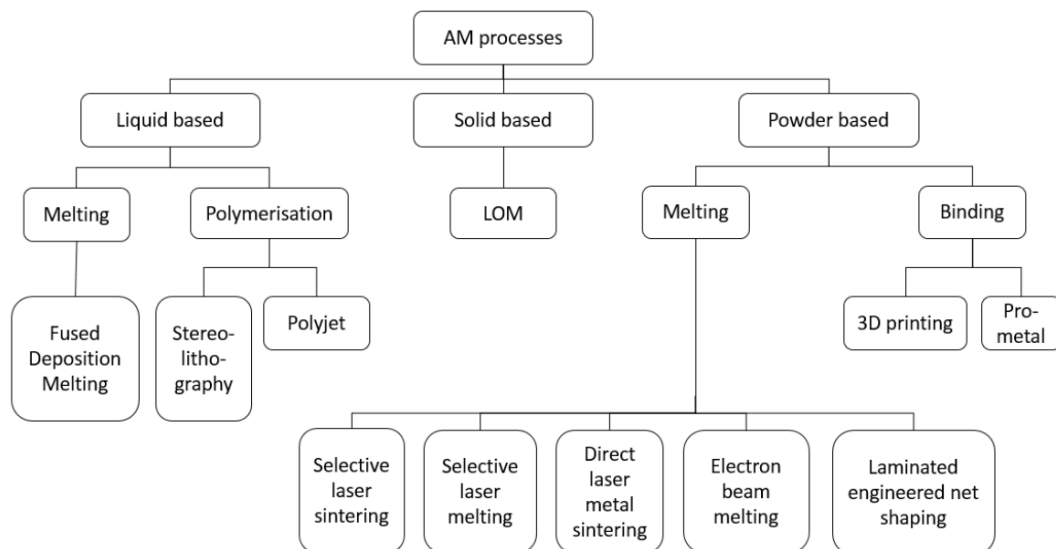 AM processes
Liquid based
Solid based
Powder based
Melting
Polymerisation
LOM
Melting
Binding
Fused
Deposition
Melting
Stereo-
litho-
graphy
Polyjet
3D printing
Pro-
metal
Selective
laser
sintering
Selective
laser
melting
Direct
laser
metal
sintering
Electron
beam
melting
Laminated
engineered net
shaping